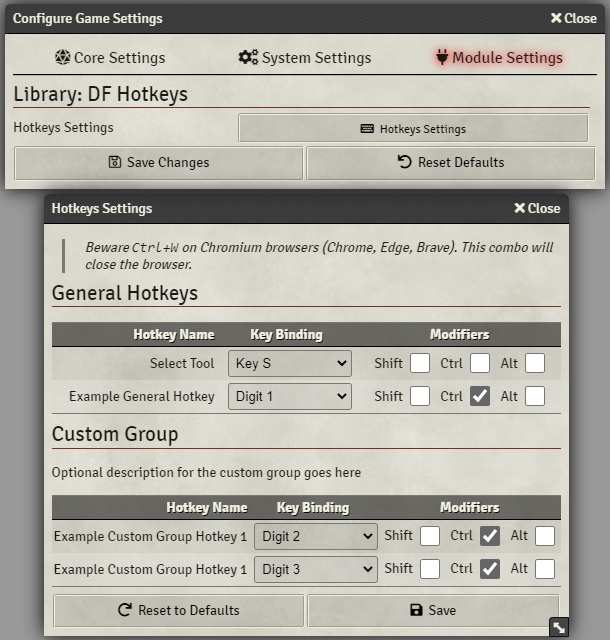 Configure Game Settings Close
Core Settings System Settings Module Settings
Library: DF Hotkeys
Hotkeys Settings Hotkeys Settings
Save Changes Reset Defaults
Hotkeys Settings Close
Beware Ctrl+W on Chromium browsers (Chrome, Edge, Brave). This combo will
close the browser.
General Hotkeys
Hotkey Name Key Binding Modifiers
Select Tool Key S Shift Ctrl Alt
Example General Hotkey Digit 1 Shift Ctrl Alt
Custom Group
Optional description for the custom group goes here
Hotkey Name Key Binding Modifiers
Example Custom Group Hotkey 1 Digit 2 Shift Ctrl Alt
Example Custom Group Hotkey 1 Digit 3 Shift Ctrl Alt
Reset to Defaults Save